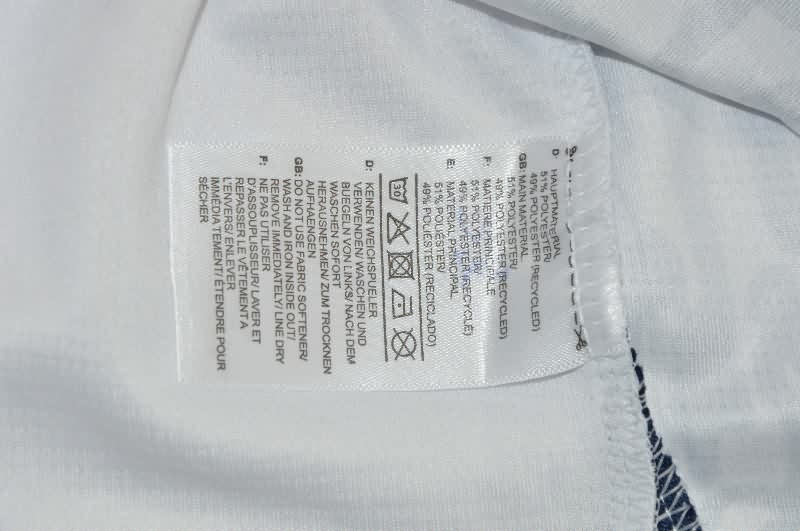 D: HAUPTMATERIAL
51% POLYESTER/
49% POLYESTER (RECYCLED)
GB: MAIN MATERIAL
51% POLYESTER/
49% POLYESTER (RECYCLED)
F: MATIERE PRINCIPALE
51% POLYESTER/
49% POLYESTER (RECYCLÉ)
E: MATERIAL PRINCIPAL
51% POLIÉSTER/
49% POLIÉSTER (RECICLADO)
30
D: KEINEN WEICHSPUELER
VERWENDEN/ WASCHEN UND
BUEGELN VON LINKS/ NACH DEM
WASCHEN SOFORT
HERAUSNEHMEN/ ZUM TROCKNEN
AUFHAENGEN
GB: DO NOT USE FABRIC SOFTENER/
WASH AND IRON INSIDE OUT/
REMOVE IMMEDIATELY/ LINE DRY
F: NE PAS UTILISER
D'ASSOUPLISSEUR/ LAVER ET
REPASSER LE VÊTEMENT A
L'ENVERS/ ENLEVER
IMMÉDIATEMENT/ ÉTENDRE POUR
SÉCHER